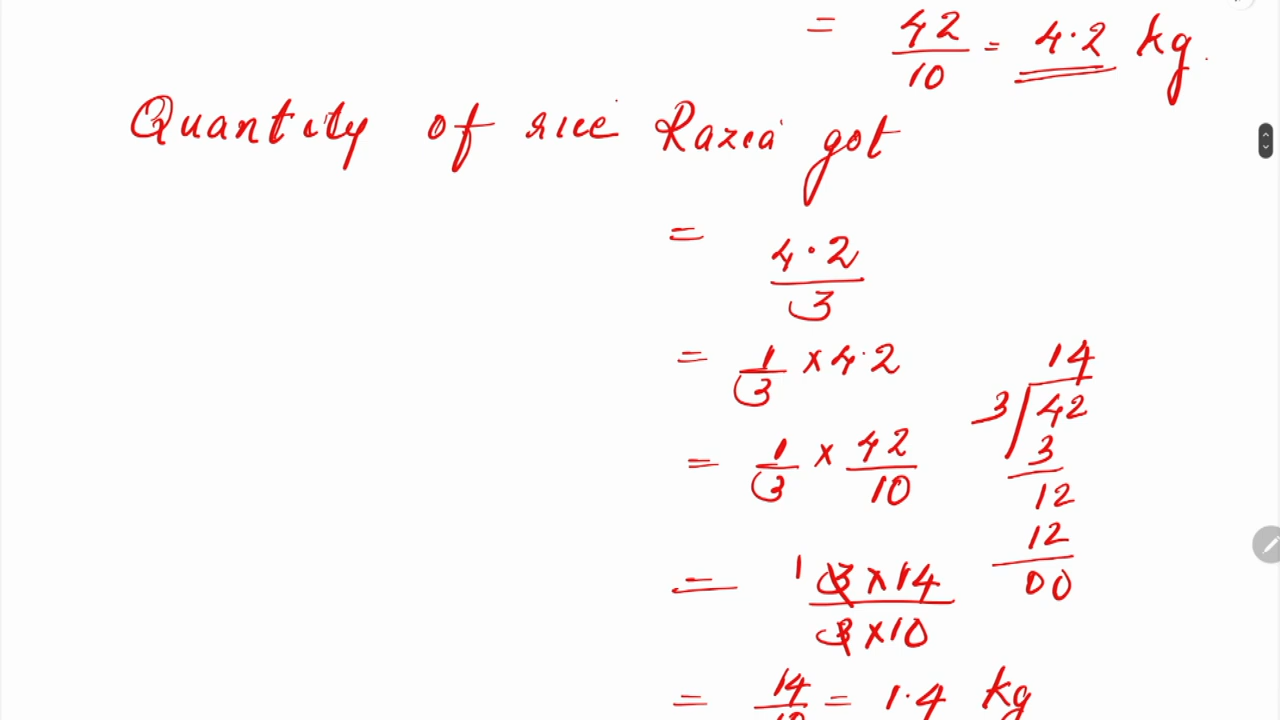 = 42/10 = 4.2 kg.
Quantity of rice Razia got
= 4.2/3
= 1/3 × 4.2
= 1/3 × 42/10
= 1 3×14/3×10
= 14/10 = 1.4 kg
14
3)42
3
12
12
00